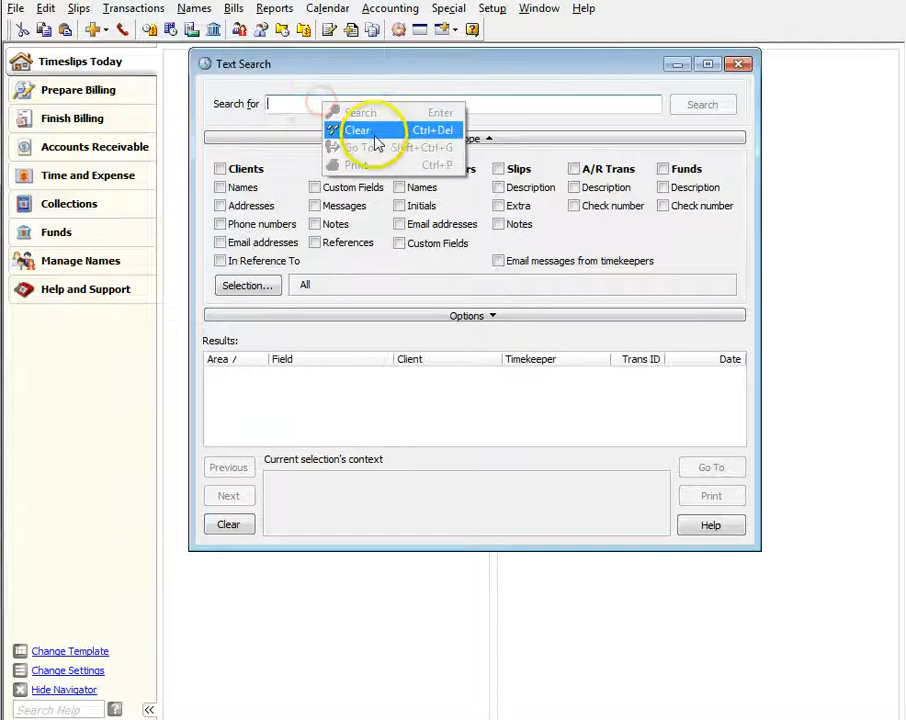 File Edit Slips Transactions Names Bills Reports Calendar Accounting Special Setup Window Help
Timeslips Today
Prepare Billing
Finish Billing
Accounts Receivable
Time and Expense
Collections
Funds
Manage Names
Help and Support
Text Search
Search for
Search
Search Enter
Clear Ctrl+Del
Go To Shift+Ctrl+G
Print Ctrl+P
Clients Slips A/R Trans Funds
Names Custom Fields Names Description Description Description
Addresses Messages Initials Extra Check number Check number
Phone numbers Notes Email addresses Notes
Email addresses References Custom Fields
In Reference To Email messages from timekeepers
Selection... All
Options
Results:
Area / Field Client Timekeeper Trans ID Date
Previous Current selection's context Go To
Next Print
Clear Help
Change Template
Change Settings
Hide Navigator
Search Help